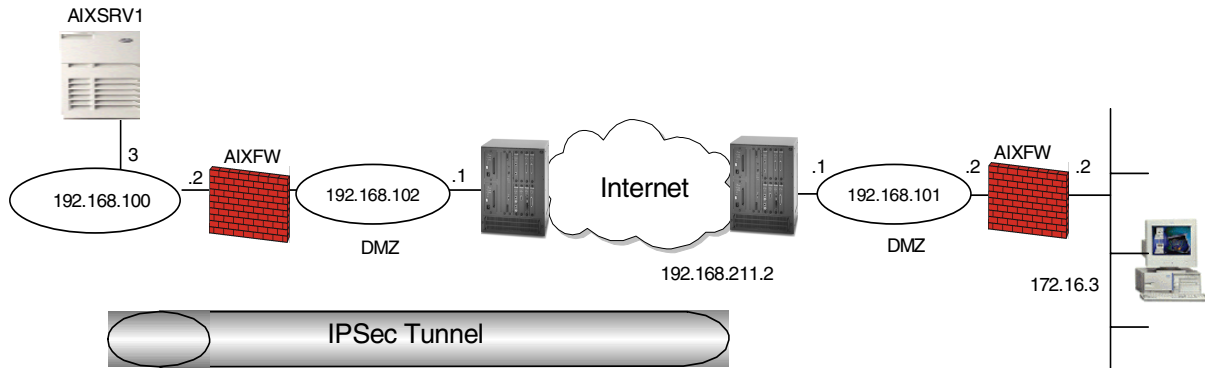 AIXSRV1
3
AIXFW
.2
192.168.100
192.168.102
.1
DMZ
Internet
192.168.211.2
.1
192.168.101
.2
DMZ
AIXFW
.2
172.16.3
IPSec Tunnel